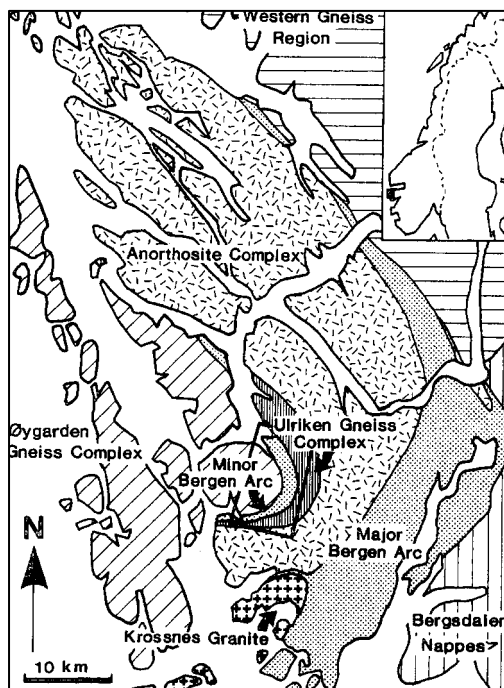 Western Gneiss
Region
Anorthosite Complex
Øygarden
Gneiss Complex
Ulriken Gneiss
Complex
Minor
Bergen Arc
N
Major
Bergen Arc
Krossnes Granite
Bergsdalen
Nappes
10 km